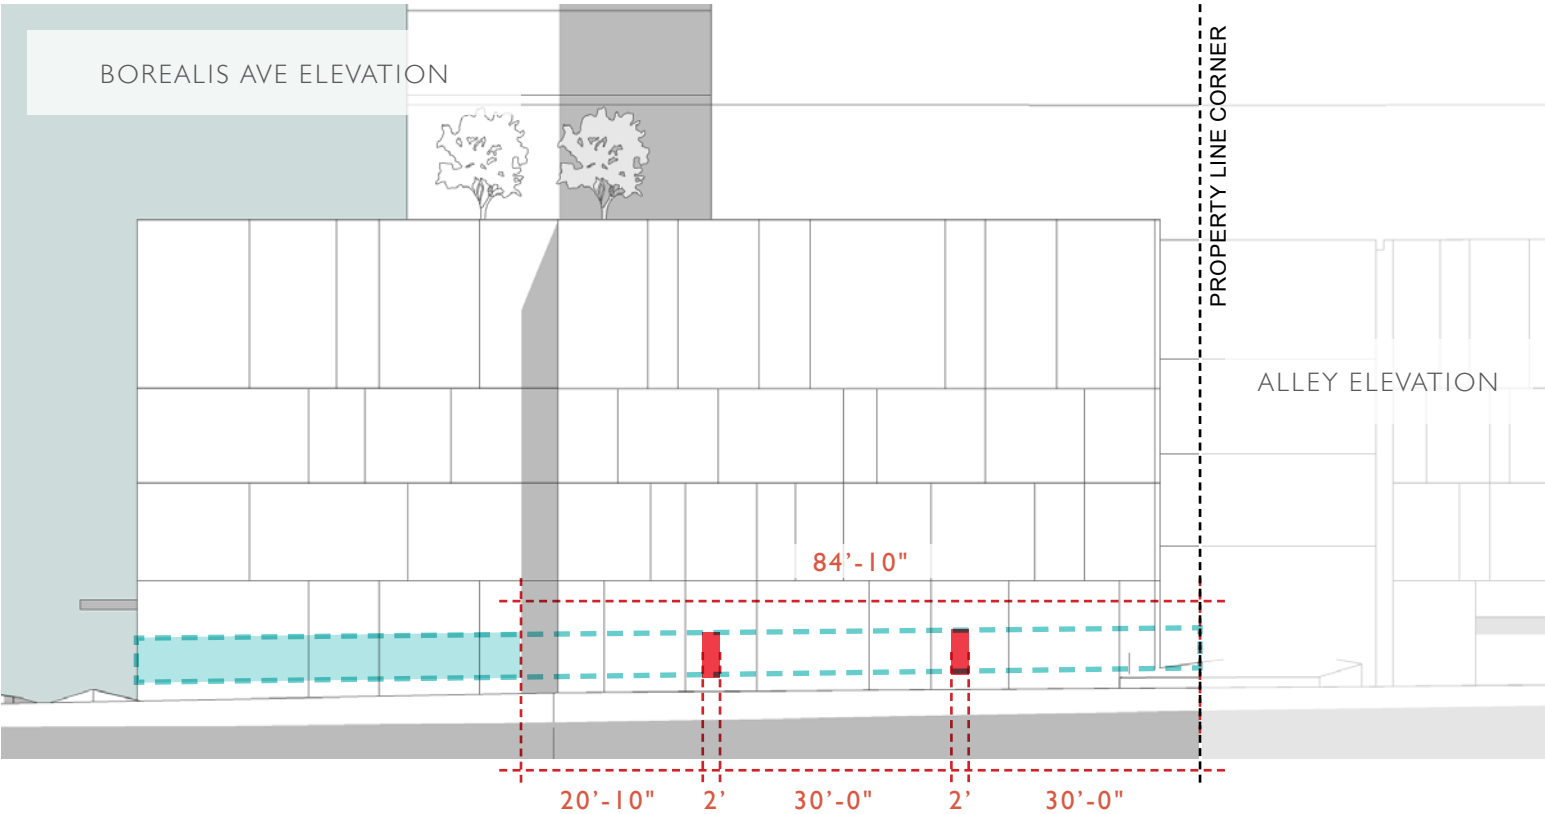 BOREALIS AVE ELEVATION
PROPERTY LINE CORNER
ALLEY ELEVATION
84'-10"
20'-10" 2' 30'-0" 2' 30'-0"